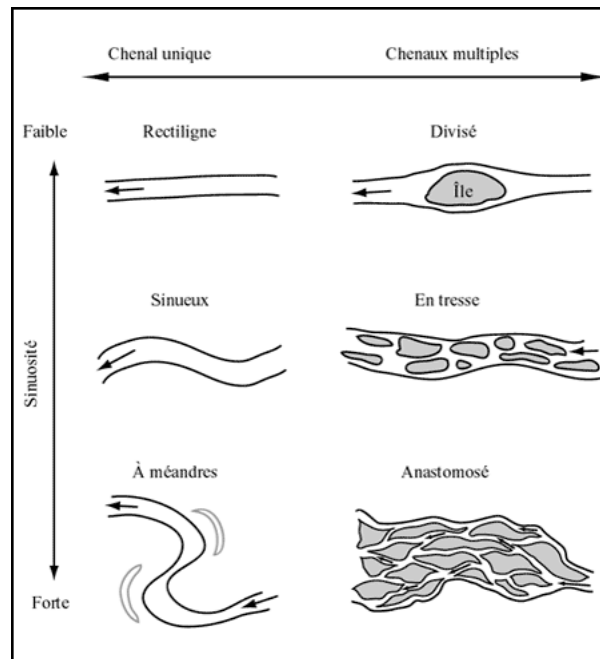 Chenal unique
Chenaux multiples
Faible
Rectiligne
Divisé
Île
Sinueux
En tresse
Sinuosité
À méandres
Anastomosé
Forte